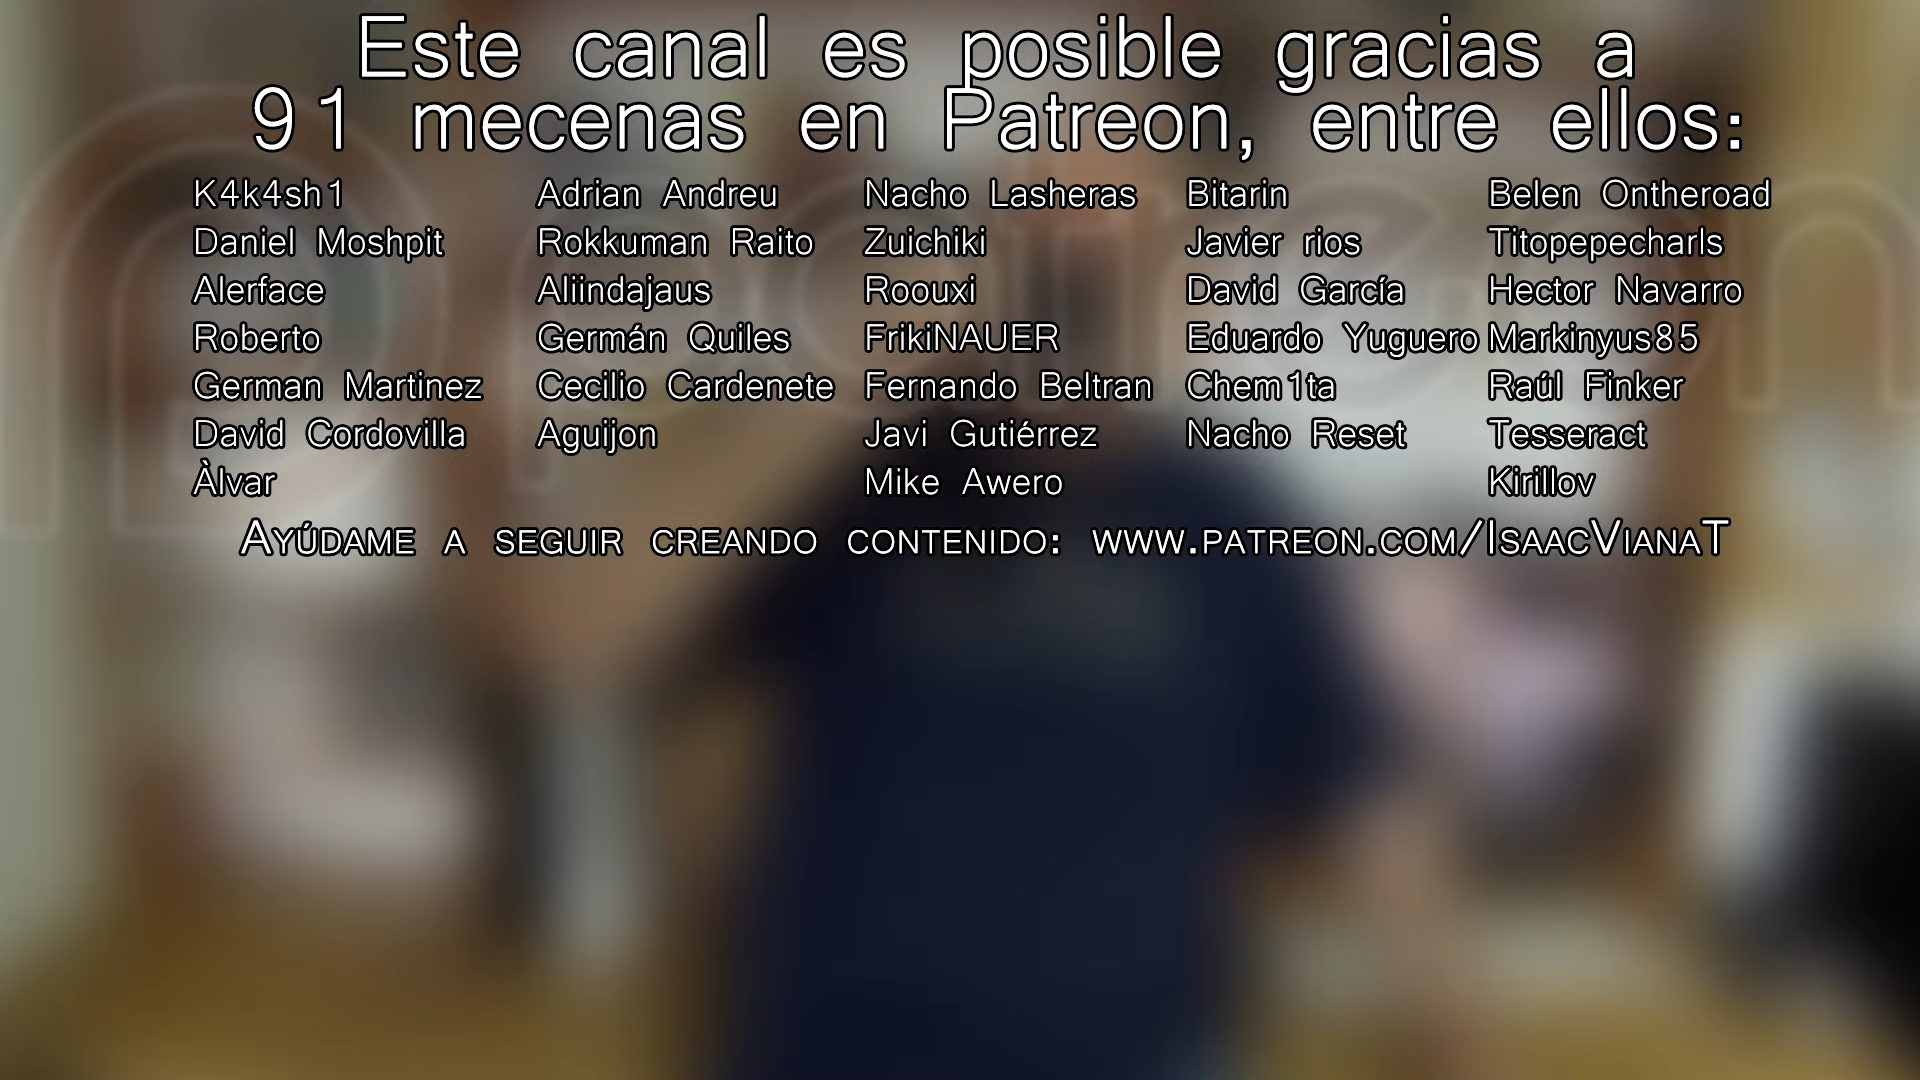 Este canal es posible gracias a
91 mecenas en Patreon, entre ellos:
K4k4sh1 Adrian Andreu Nacho Lasheras Bitarin Belen Ontheroad
Daniel Moshpit Rokkuman Raito Zuichiki Javier rios Titopepecharls
Alerface Aliindajaus Roouxi David García Hector Navarro
Roberto Germán Quiles FrikiNAUER Eduardo Yuguero Markinyus85
German Martinez Cecilio Cardenete Fernando Beltran Chem1ta Raúl Finker
David Cordovilla Aguijon Javi Gutiérrez Nacho Reset Tesseract
Àlvar Mike Awero Kirillov
Ayúdame a seguir creando contenido: www.patreon.com/IsaacVianaT